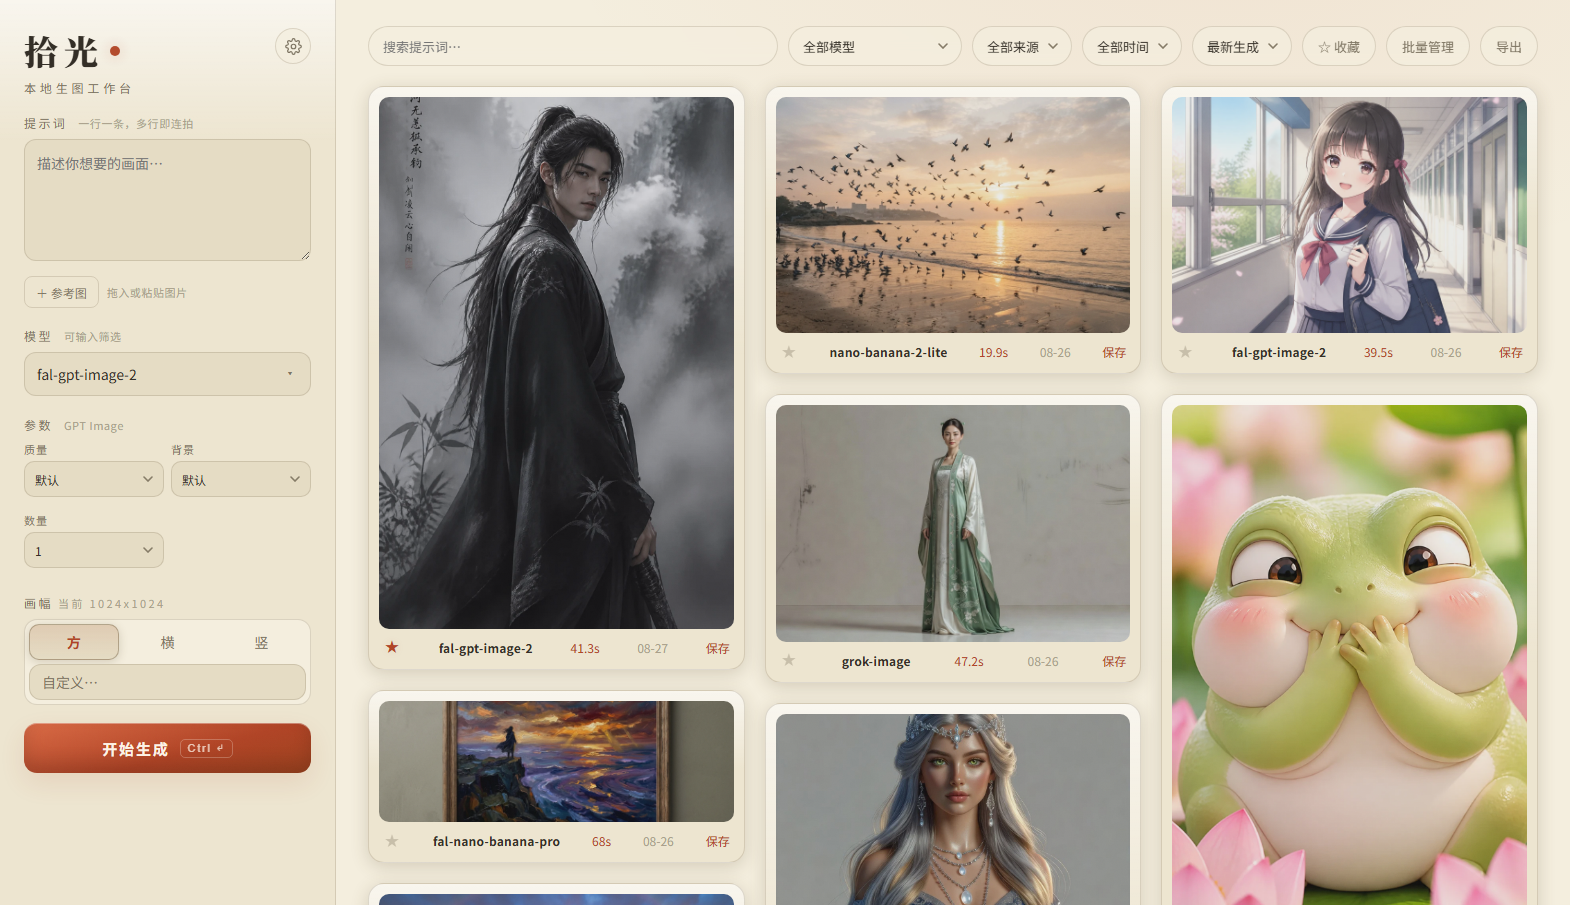 拾光
本地生图工作台
提示词 一行一条，多行即连拍
描述你想要的画面…
＋ 参考图 拖入或粘贴图片
模型 可输入筛选
fal-gpt-image-2
参数 GPT Image
质量 背景
默认 默认
数量
1
画幅 当前 1024x1024
方 横 竖
自定义…
开始生成 Ctrl ↵
搜索提示词… 全部模型 全部来源 全部时间 最新生成 ☆ 收藏 批量管理 导出
★ fal-gpt-image-2 41.3s 08-27 保存
★ fal-nano-banana-pro 68s 08-26 保存
★ nano-banana-2-lite 19.9s 08-26 保存
★ grok-image 47.2s 08-26 保存
★ fal-gpt-image-2 39.5s 08-26 保存